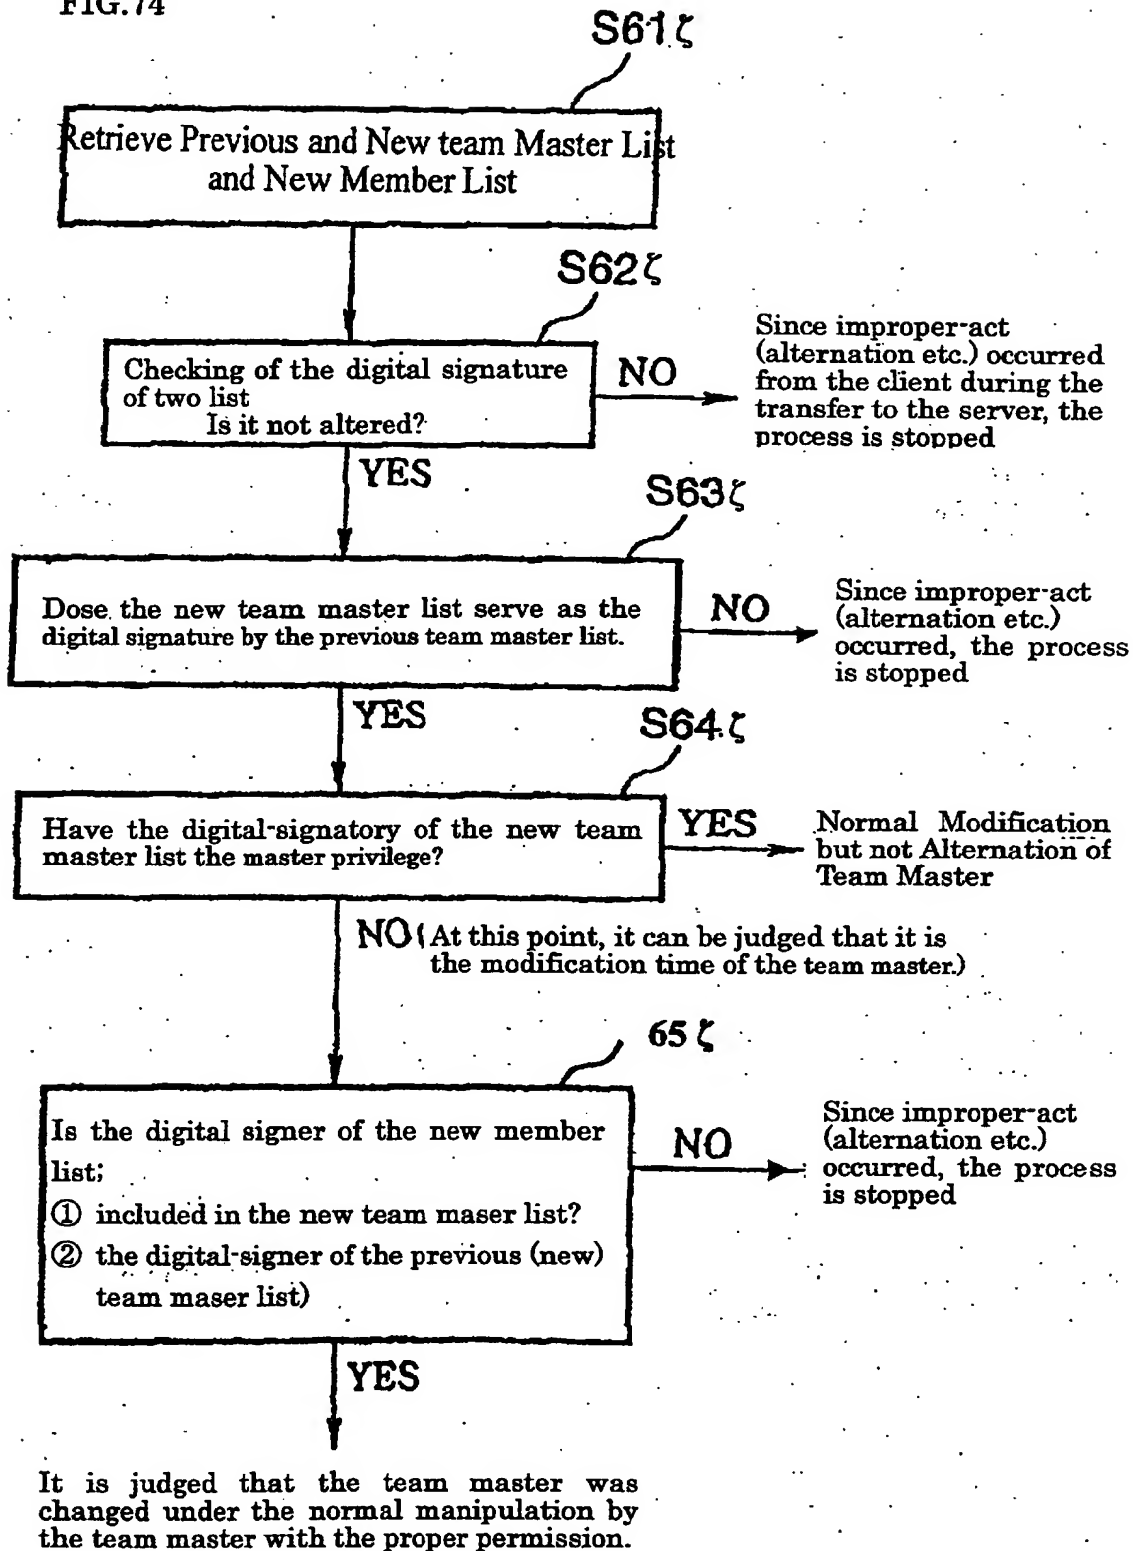 FIG.74
S61ζ
Retrieve Previous and New team Master List
and New Member List
S62ζ
Checking of the digital signature
of two list
Is it not altered?
NO
Since improper-act
(alternation etc.) occurred
from the client during the
transfer to the server, the
process is stopped
YES
S63ζ
Dose the new team master list serve as the
digital signature by the previous team master list.
NO
Since improper-act
(alternation etc.)
occurred, the process
is stopped
YES
S64ζ
Have the digital-signatory of the new team
master list the master privilege?
YES
Normal Modification
but not Alternation of
Team Master
NO (At this point, it can be judged that it is
the modification time of the team master.)
65ζ
Is the digital signer of the new member
list;
① included in the new team maser list?
② the digital-signer of the previous (new)
team maser list)
NO
Since improper-act
(alternation etc.)
occurred, the process
is stopped
YES
It is judged that the team master was
changed under the normal manipulation by
the team master with the proper permission.